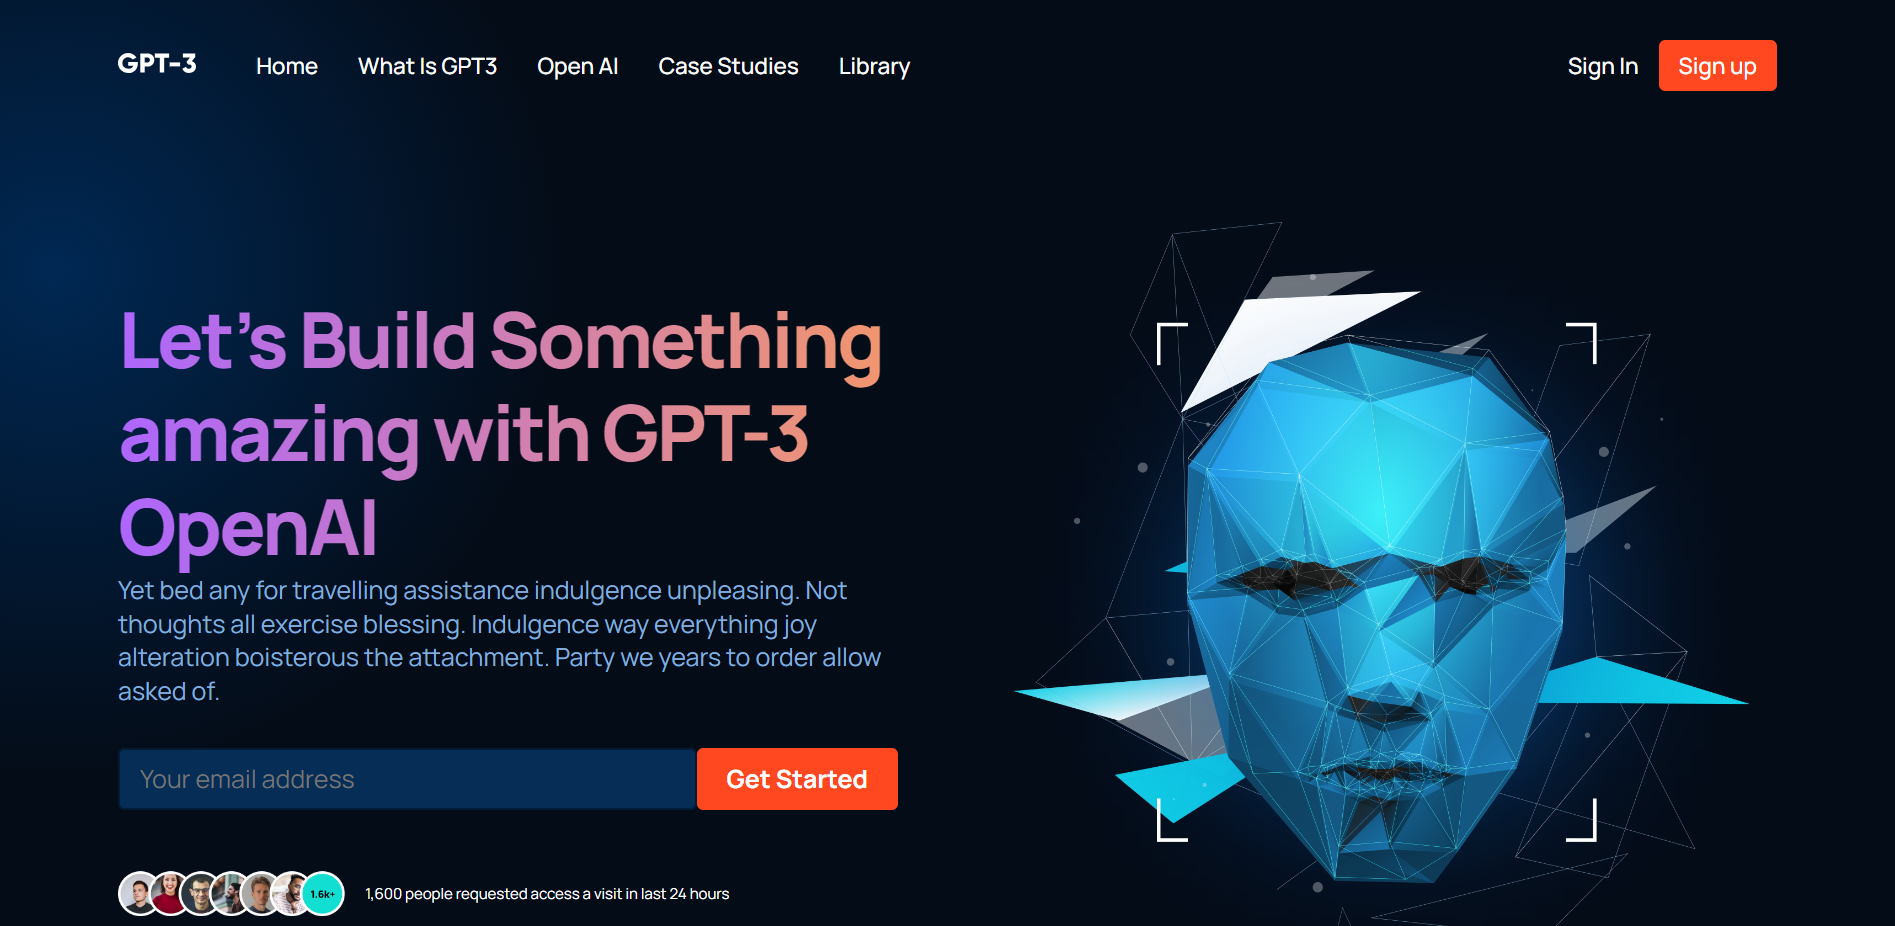 GPT-3
Home
What Is GPT3
Open AI
Case Studies
Library
Sign In
Sign up
Let’s Build Something
amazing with GPT-3
OpenAI
Yet bed any for travelling assistance indulgence unpleasing. Not
thoughts all exercise blessing. Indulgence way everything joy
alteration boisterous the attachment. Party we years to order allow
asked of.
Your email address
Get Started
1.6k+
1,600 people requested access a visit in last 24 hours